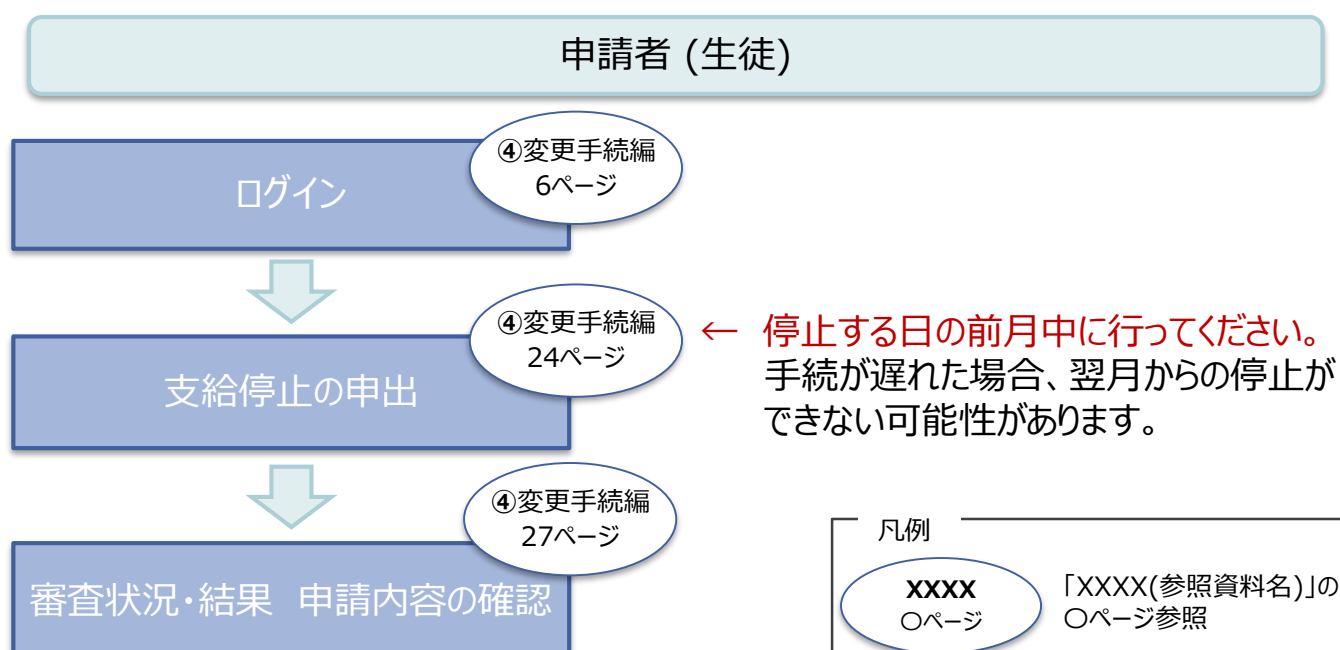 申請者 (生徒)
④変更手続編
6ページ
ログイン
④変更手続編
24ページ
支給停止の申出
← 停止する日の前月中に行ってください。
手続が遅れた場合、翌月からの停止が
できない可能性があります。
④変更手続編
27ページ
審査状況・結果　申請内容の確認
凡例
XXXX
〇ページ
「XXXX(参照資料名)」の
〇ページ参照